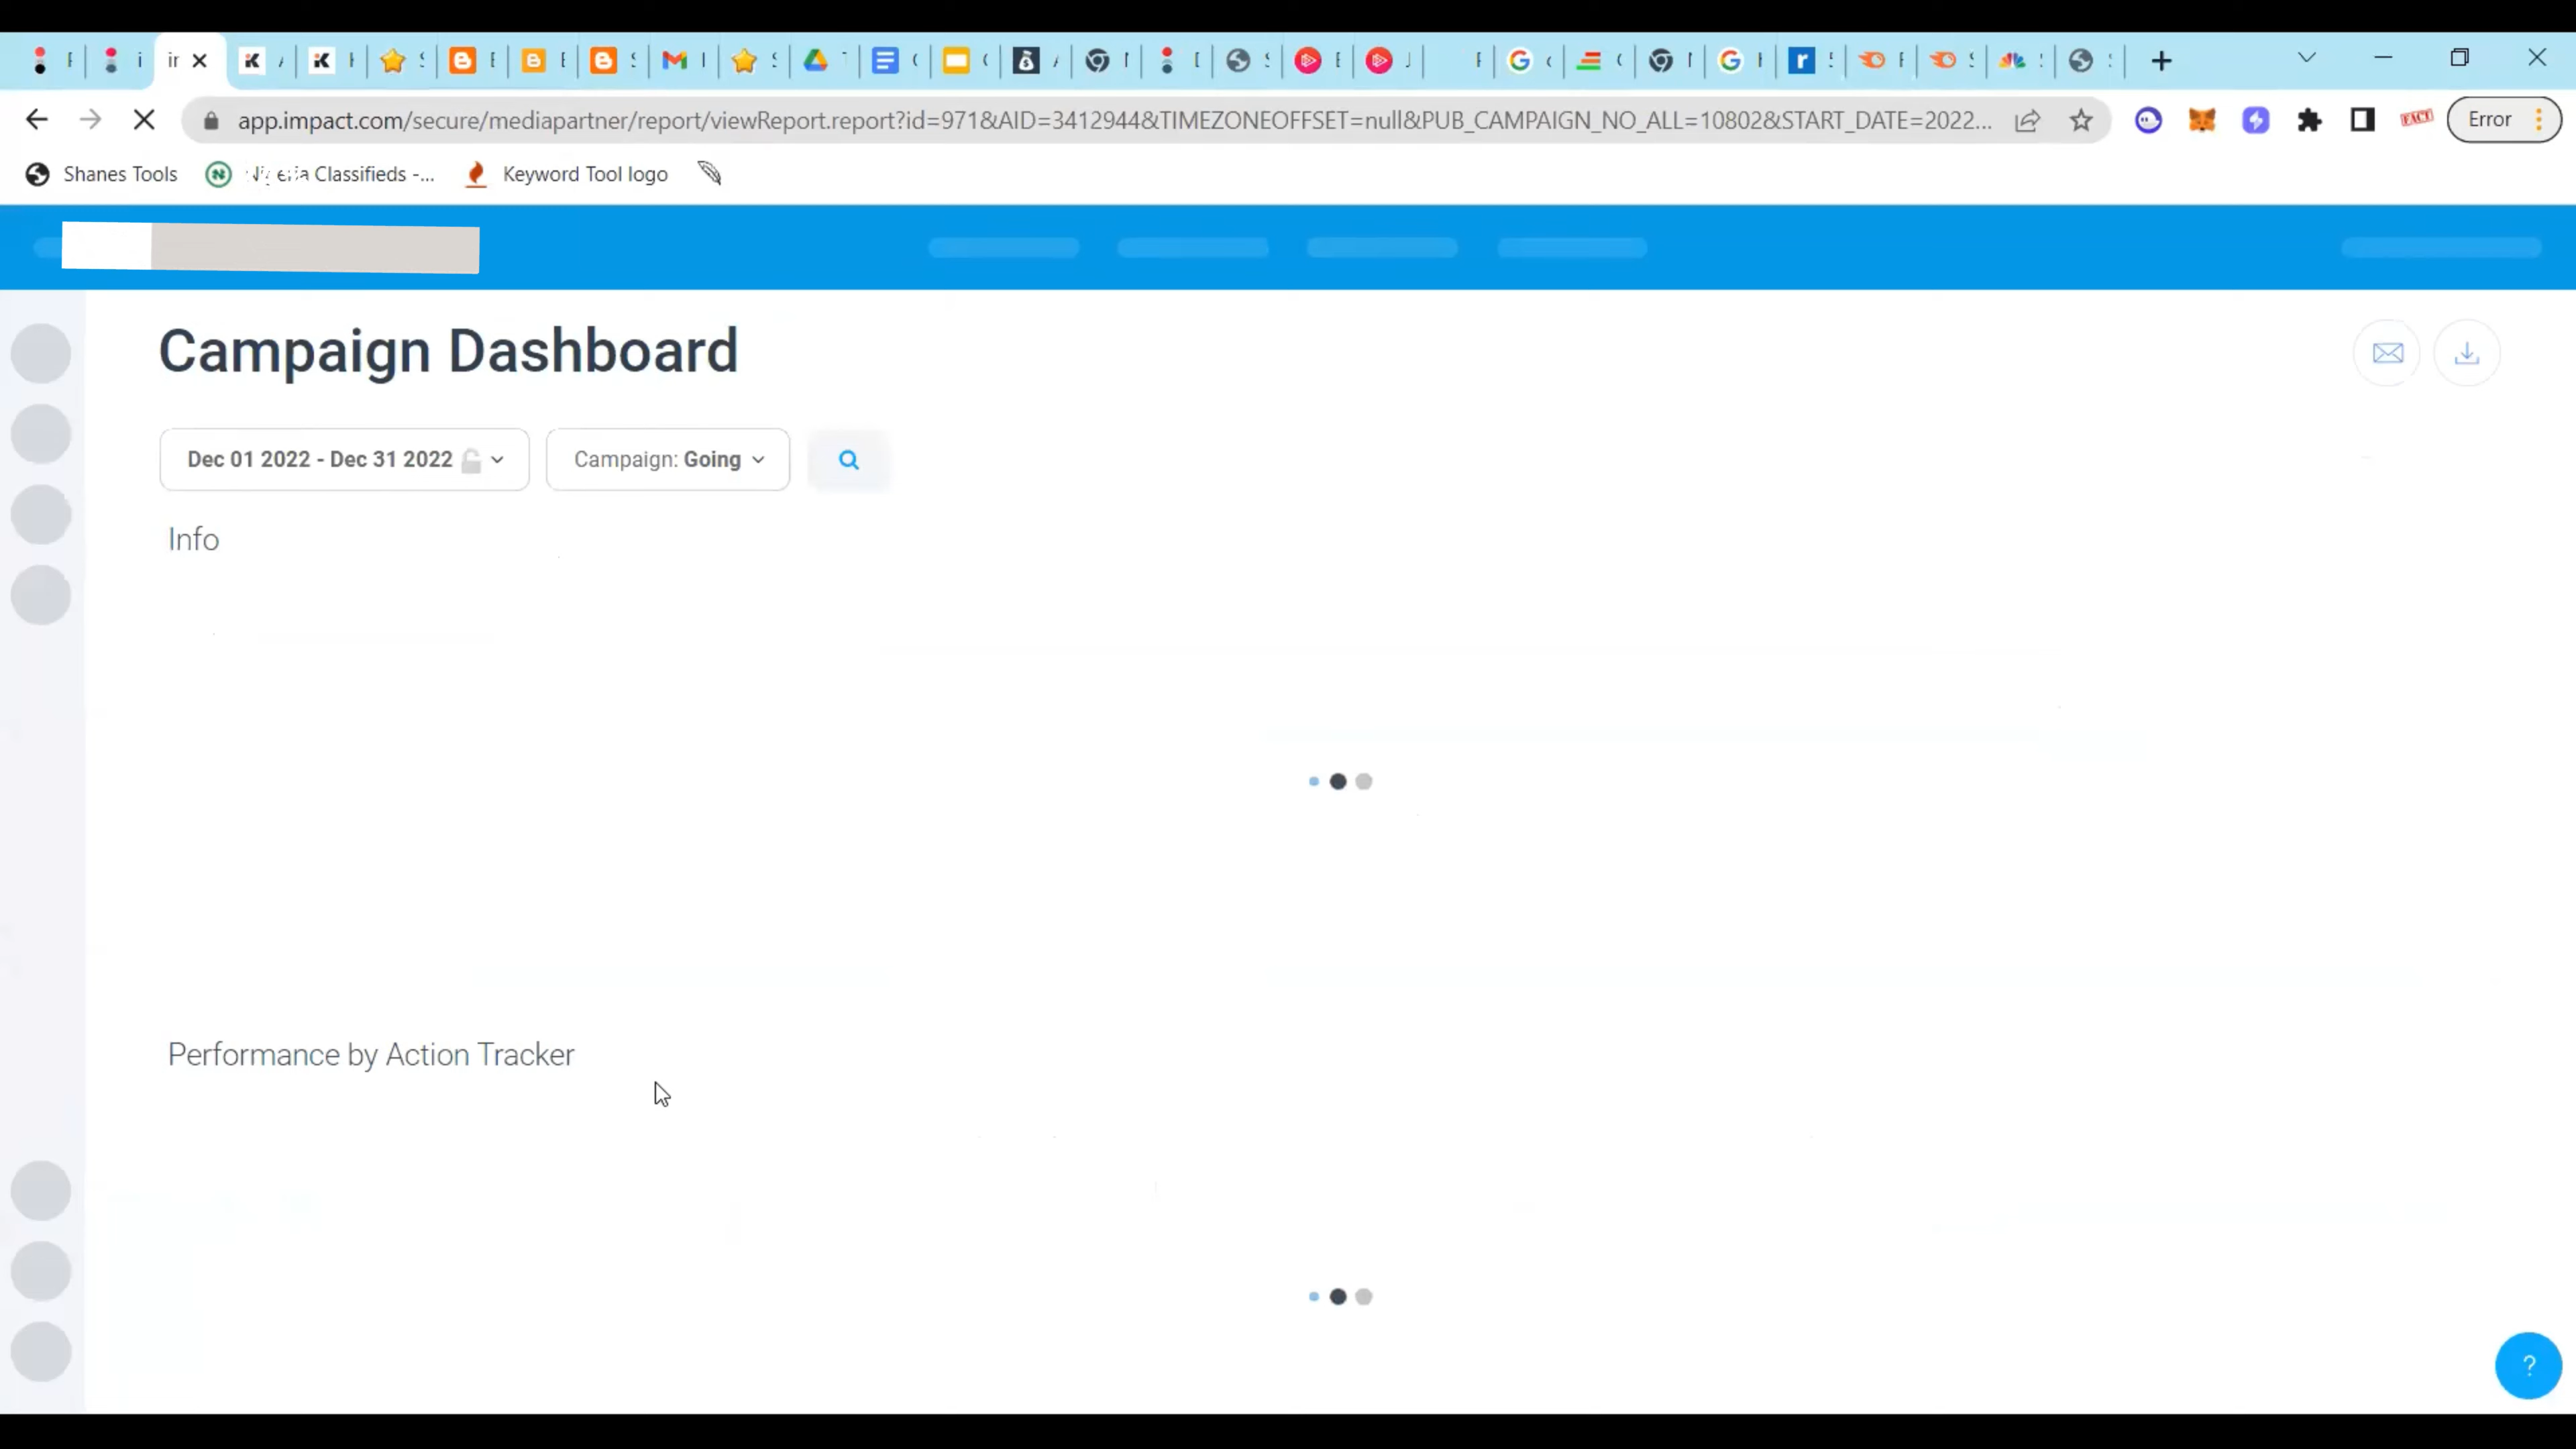 app.impact.com/secure/mediapartner/report/viewReport.report?id=971&AID=3412944&TIMEZONEOFFSET=null&PUB_CAMPAIGN_NO_ALL=10802&START_DATE=2022...
Error
Shanes Tools
Classifieds -...
Keyword Tool logo
Campaign Dashboard
Dec 01 2022 - Dec 31 2022
Campaign: Going
Info
Performance by Action Tracker
?